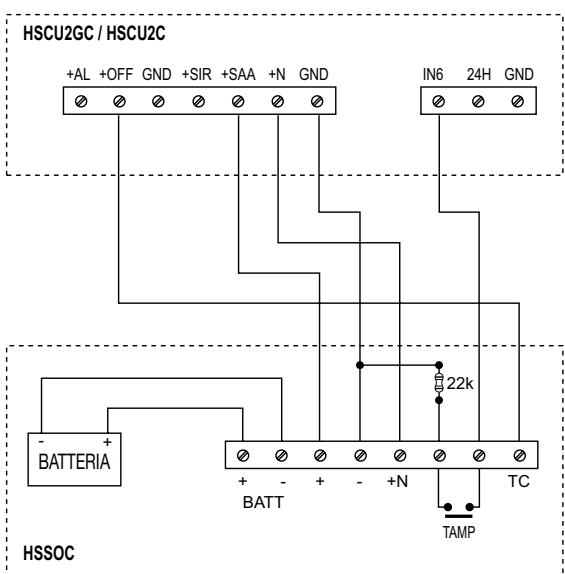 HSCU2GC / HSCU2C
+AL +OFF GND +SIR +SAA +N GND
IN6 24H GND
22k
- +
BATTERIA
+ - + - +N TC
BATT
TAMP
HSSOC